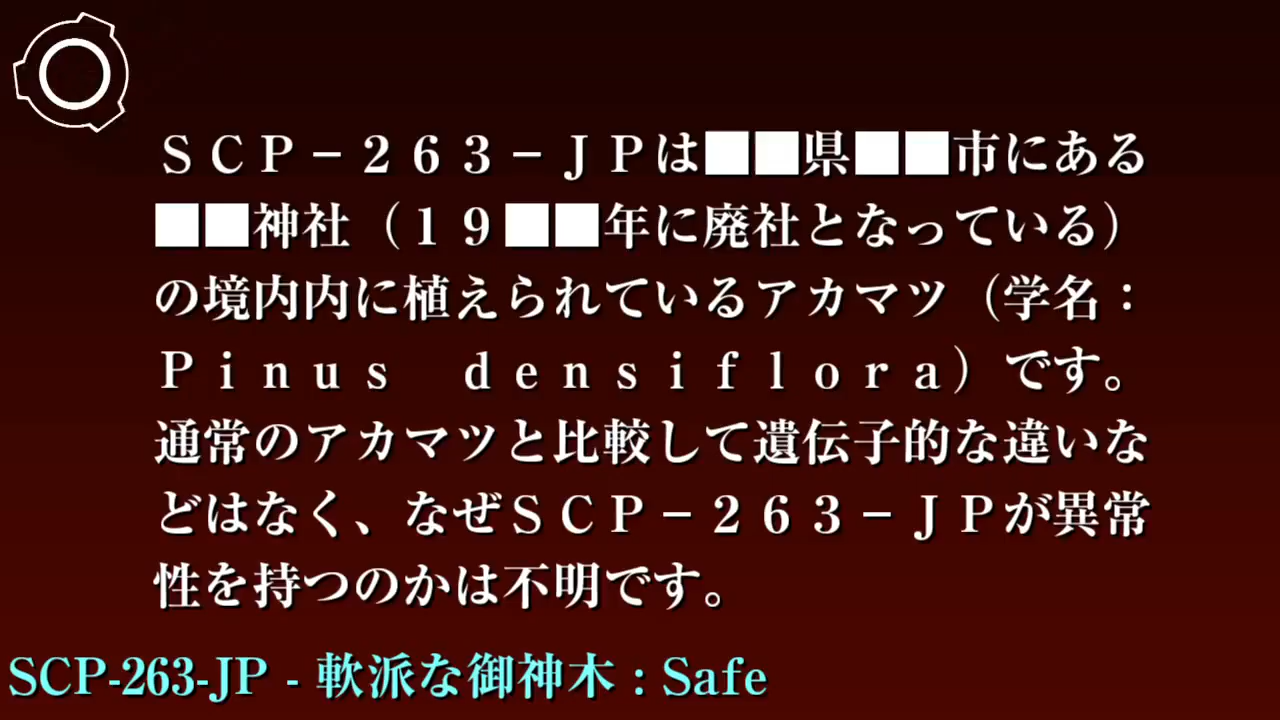 ＳＣＰ－２６３－ＪＰは■■県■■市にある
■■神社（１９■■年に廃社となっている）
の境内内に植えられているアカマツ（学名：
Ｐｉｎｕｓ　ｄｅｎｓｉｆｌｏｒａ）です。
通常のアカマツと比較して遺伝子的な違いな
どはなく、なぜＳＣＰ－２６３－ＪＰが異常
性を持つのかは不明です。
SCP-263-JP - 軟派な御神木 : Safe